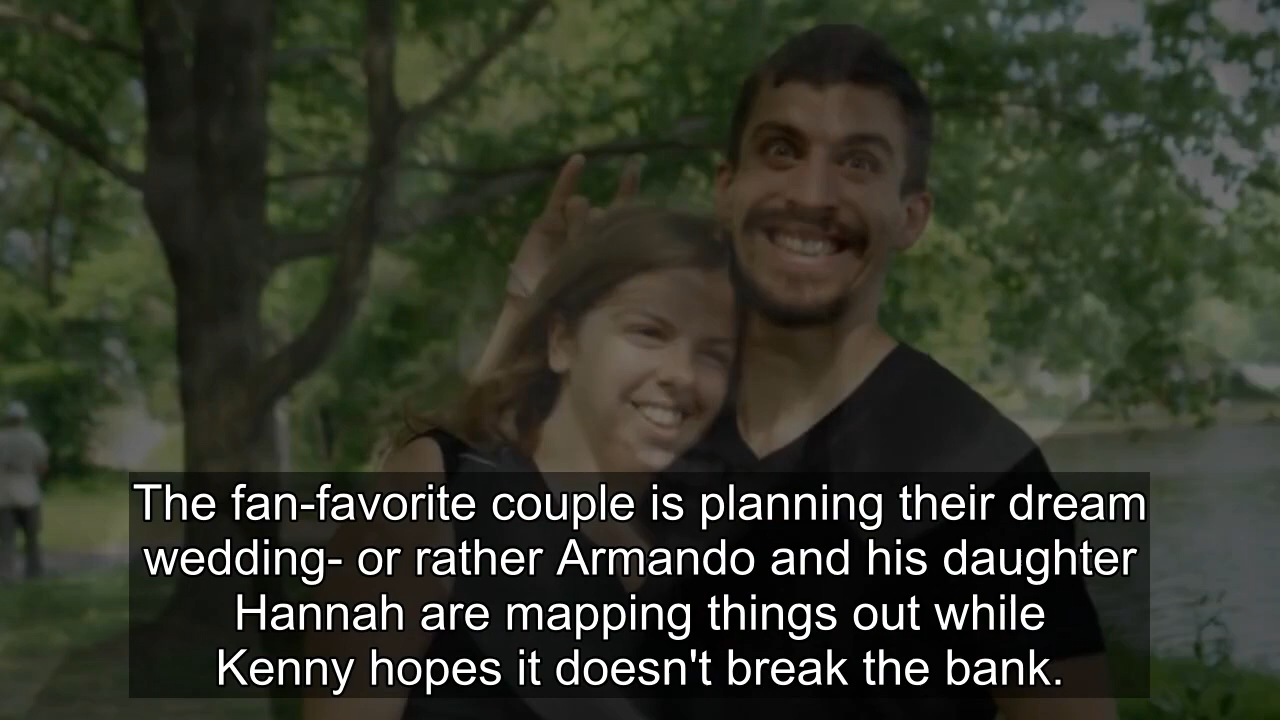 The fan-favorite couple is planning their dream
wedding- or rather Armando and his daughter
Hannah are mapping things out while
Kenny hopes it doesn't break the bank.